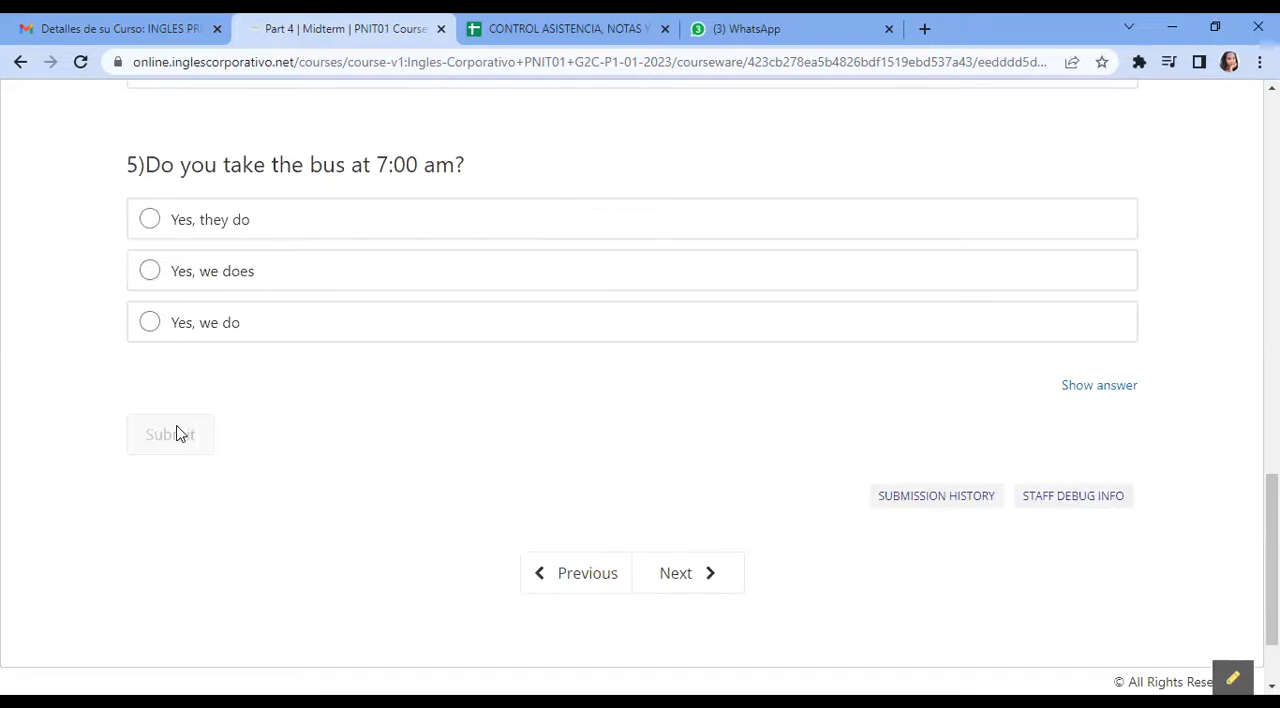 Detalles de su Curso: INGLES PRI
Part 4 | Midterm | PNIT01 Course
CONTROL ASISTENCIA, NOTAS Y
(3) WhatsApp
online.inglescorporativo.net/courses/course-v1:Ingles-Corporativo+PNIT01+G2C-P1-01-2023/courseware/423cb278ea5b4826bdf1519ebd537a43/eedddd5d...
5)Do you take the bus at 7:00 am?
Yes, they do
Yes, we does
Yes, we do
Show answer
Submit
SUBMISSION HISTORY
STAFF DEBUG INFO
Previous
Next
© All Rights Rese